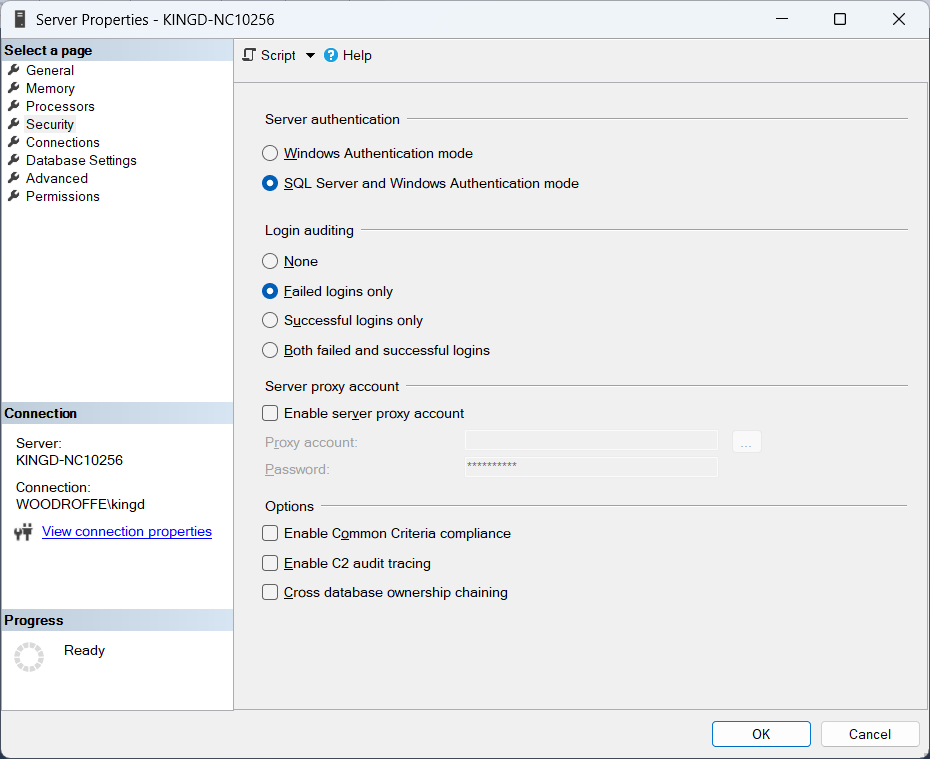 Server Properties - KINGD-NC10256
Select a page
General
Memory
Processors
Security
Connections
Database Settings
Advanced
Permissions
Script
Help
Server authentication
Windows Authentication mode
SQL Server and Windows Authentication mode
Login auditing
None
Failed logins only
Successful logins only
Both failed and successful logins
Server proxy account
Enable server proxy account
Proxy account:
...
Password:
**********
Options
Enable Common Criteria compliance
Enable C2 audit tracing
Cross database ownership chaining
Connection
Server:
KINGD-NC10256
Connection:
WOODROFFE\kingd
View connection properties
Progress
Ready
OK
Cancel